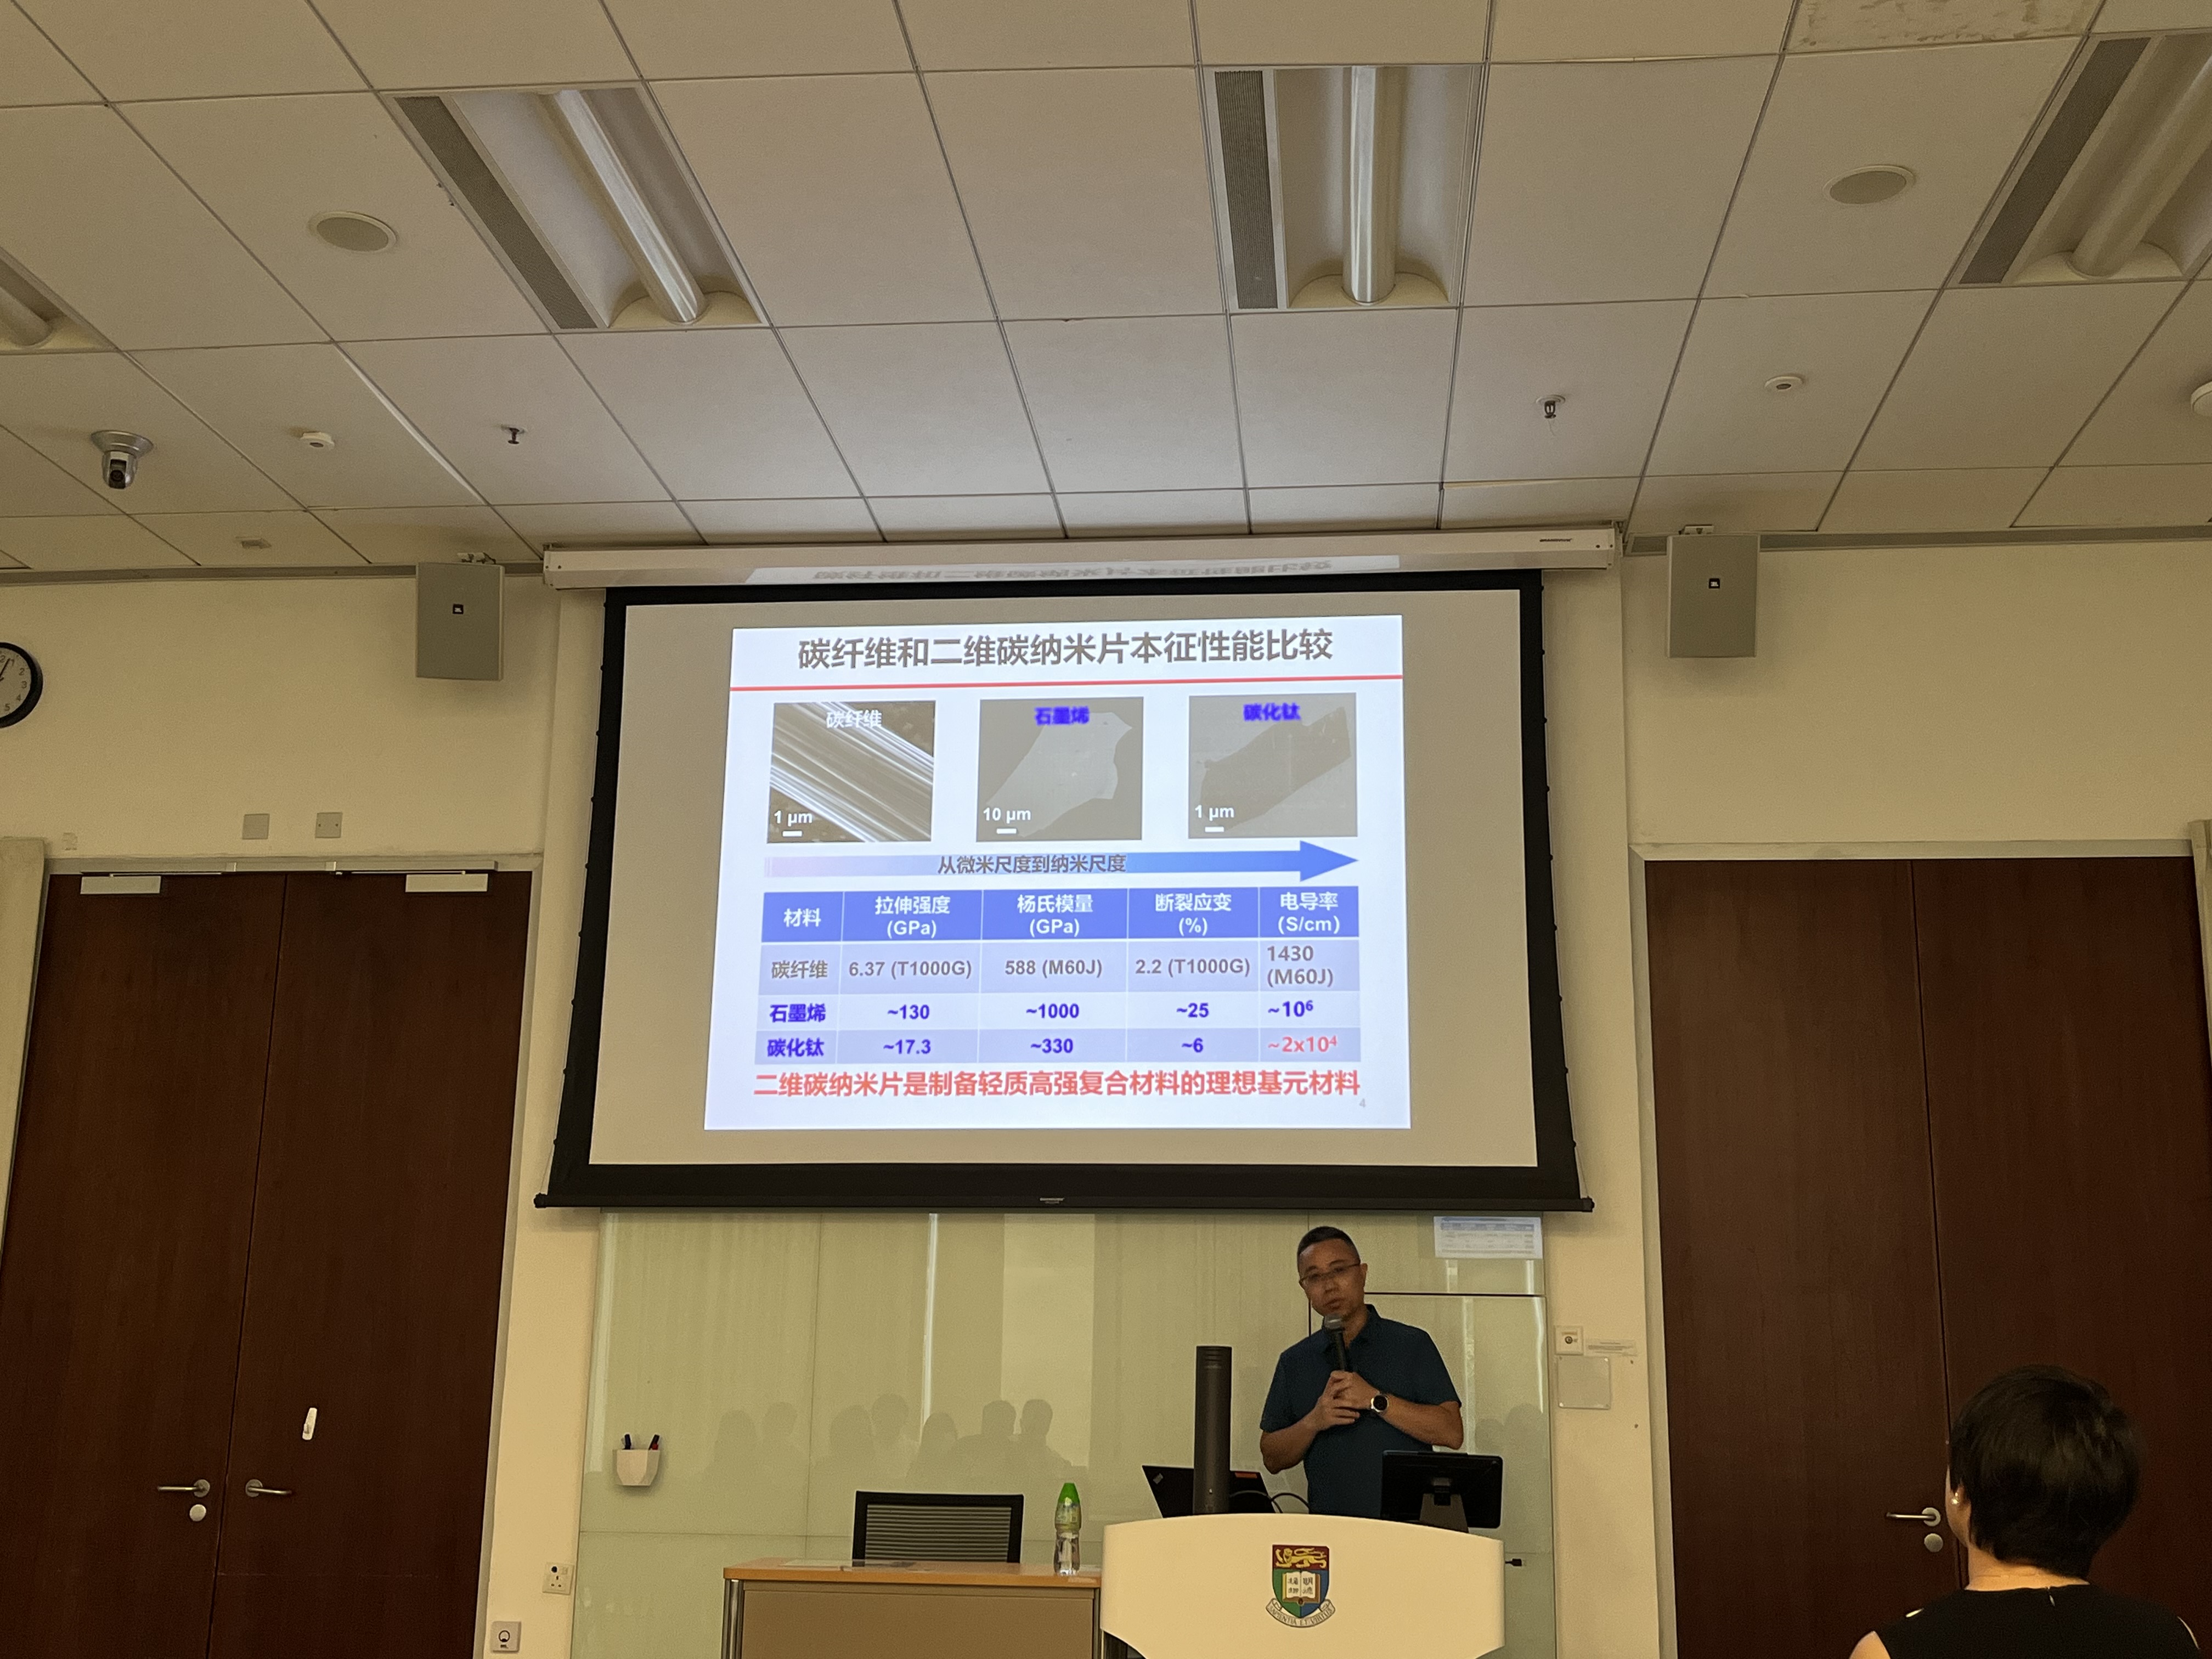 碳纤维和二维碳纳米片本征性能比较
碳纤维
石墨烯
碳化钛
1 μm
10 μm
1 μm
从微米尺度到纳米尺度
材料 拉伸强度 (GPa) 杨氏模量 (GPa) 断裂应变 (%) 电导率 (S/cm)
碳纤维 6.37 (T1000G) 588 (M60J) 2.2 (T1000G) 1430 (M60J)
石墨烯 ~130 ~1000 ~25 ~10⁶
碳化钛 ~17.3 ~330 ~6 ~2x10⁴
二维碳纳米片是制备轻质高强复合材料的理想基元材料
4